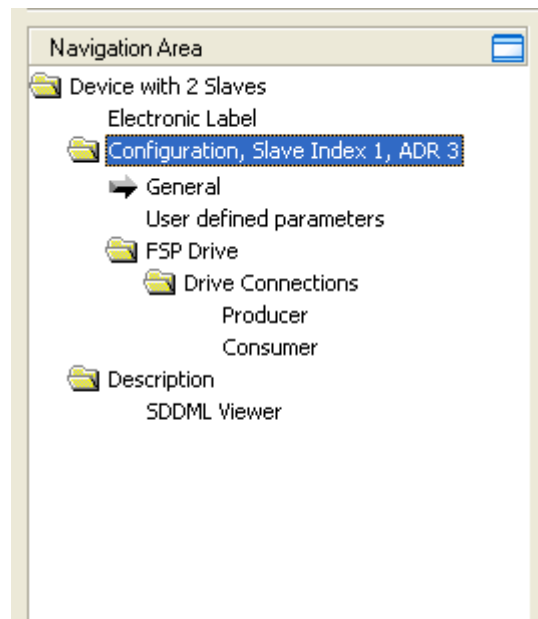 Navigation Area
Device with 2 Slaves
Electronic Label
Configuration, Slave Index 1, ADR 3
General
User defined parameters
FSP Drive
Drive Connections
Producer
Consumer
Description
SDDML Viewer